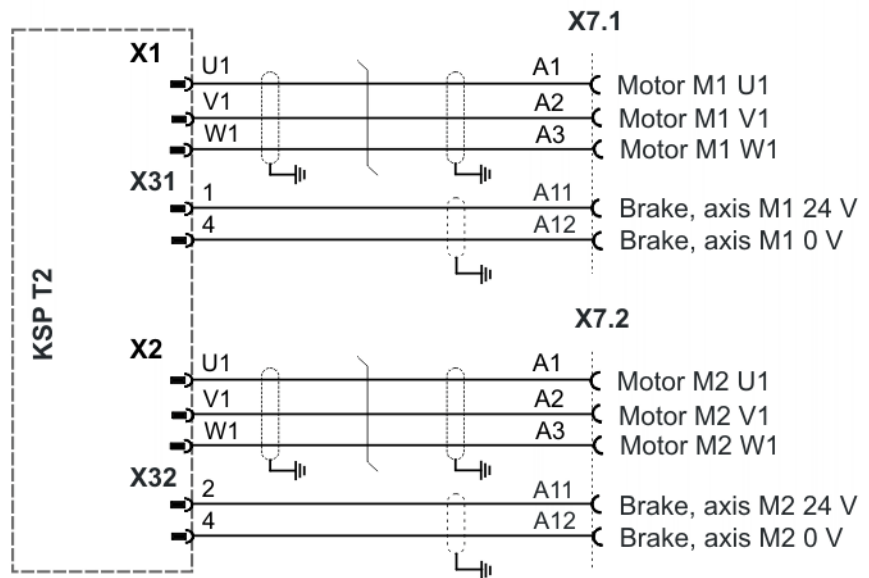 X7.1
X1
U1 A1 Motor M1 U1
V1 A2 Motor M1 V1
W1 A3 Motor M1 W1
X31
1 A11 Brake, axis M1 24 V
4 A12 Brake, axis M1 0 V
KSP T2
X7.2
X2
U1 A1 Motor M2 U1
V1 A2 Motor M2 V1
W1 A3 Motor M2 W1
X32
2 A11 Brake, axis M2 24 V
4 A12 Brake, axis M2 0 V